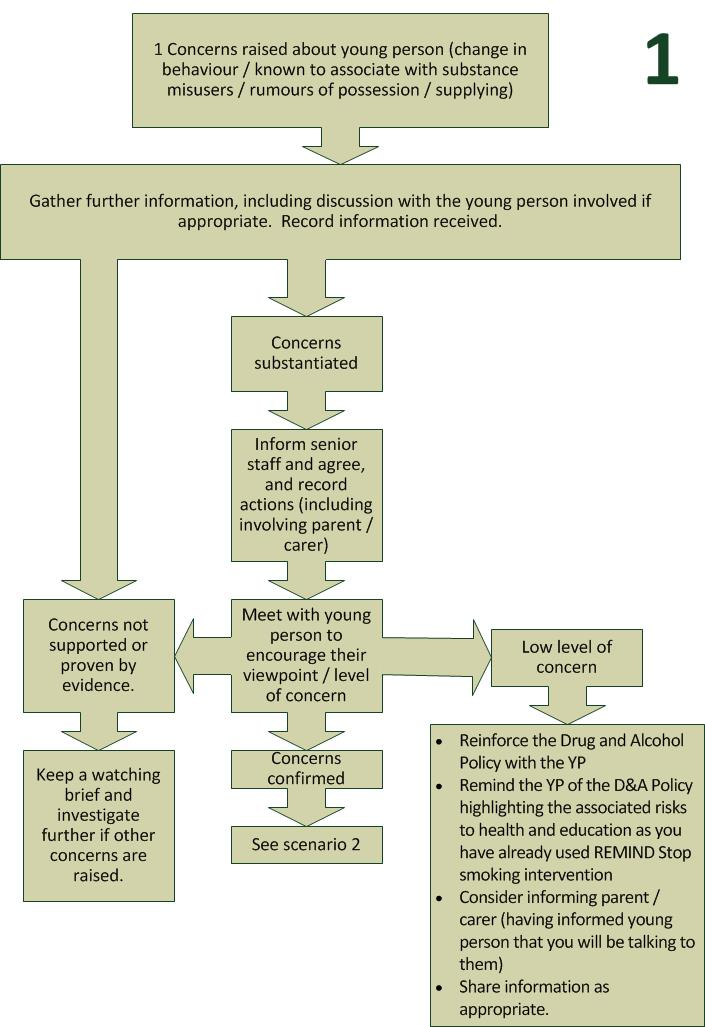 1 Concerns raised about young person (change in
behaviour / known to associate with substance
misusers / rumours of possession / supplying)
1
Gather further information, including discussion with the young person involved if
appropriate.  Record information received.
Concerns
substantiated
Inform senior
staff and agree,
and record
actions (including
involving parent /
carer)
Concerns not
supported or
proven by
evidence.
Meet with young
person to
encourage their
viewpoint / level
of concern
Low level of
concern
Keep a watching
brief and
investigate
further if other
concerns are
raised.
Concerns
confirmed
See scenario 2
• Reinforce the Drug and Alcohol
Policy with the YP
• Remind the YP of the D&A Policy
highlighting the associated risks
to health and education as you
have already used REMIND Stop
smoking intervention
• Consider informing parent /
carer (having informed young
person that you will be talking to
them)
• Share information as
appropriate.